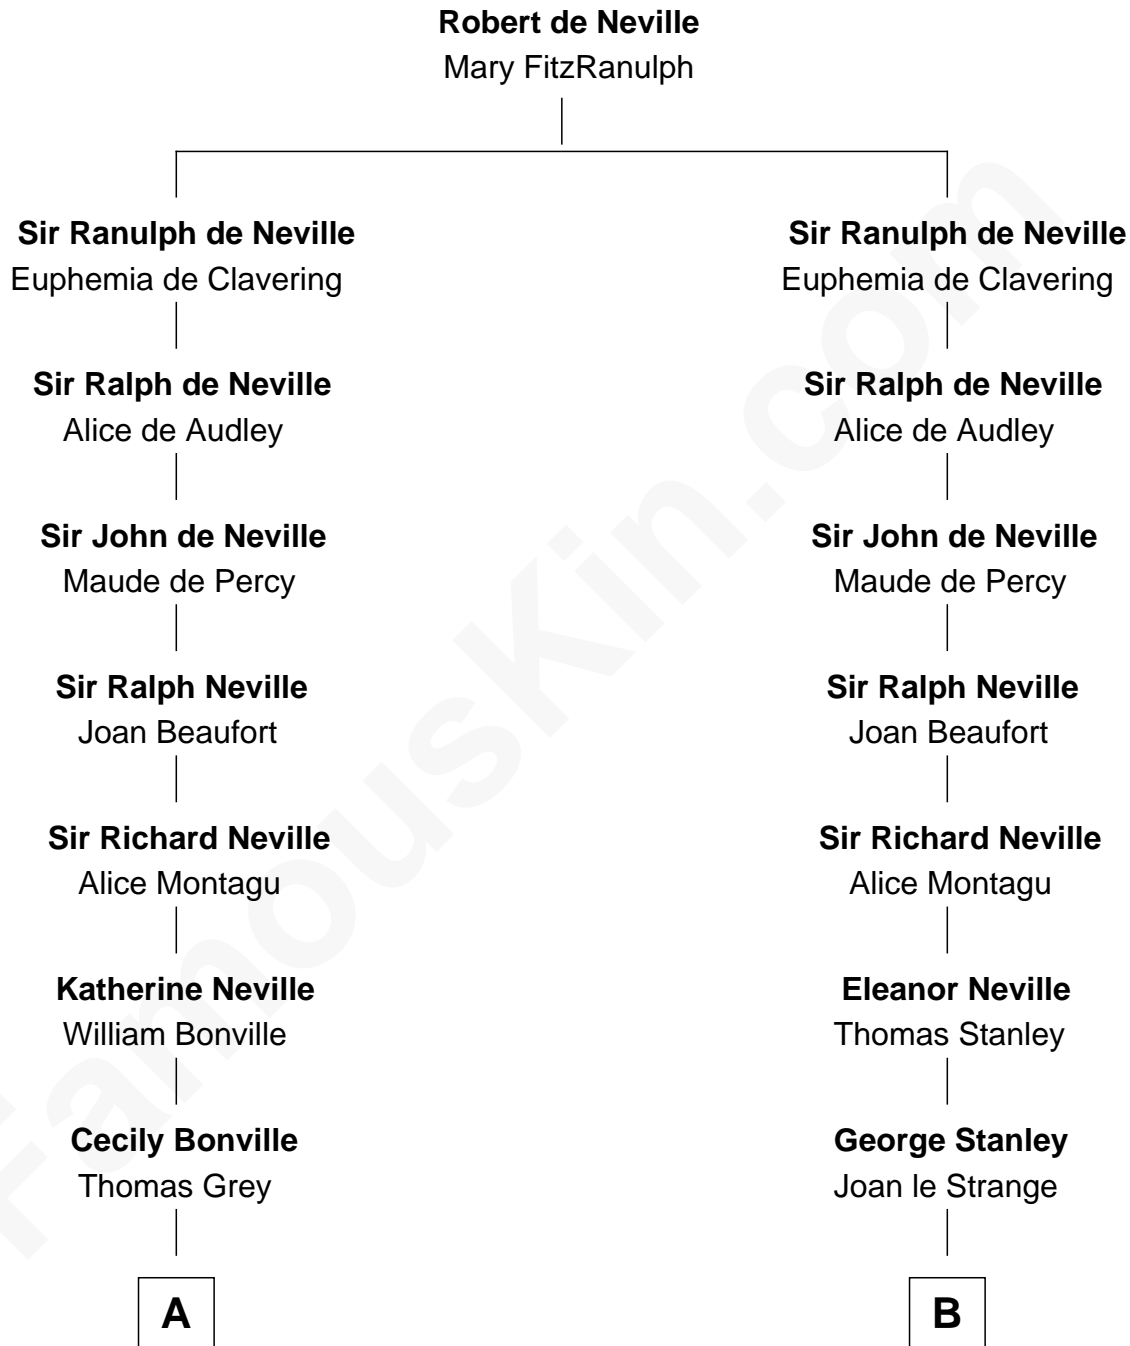 Robert de Neville
Mary FitzRanulph
Sir Ranulph de Neville
Euphemia de Clavering
Sir Ranulph de Neville
Euphemia de Clavering
Sir Ralph de Neville
Alice de Audley
Sir Ralph de Neville
Alice de Audley
Sir John de Neville
Maude de Percy
Sir John de Neville
Maude de Percy
Sir Ralph Neville
Joan Beaufort
Sir Ralph Neville
Joan Beaufort
Sir Richard Neville
Alice Montagu
Sir Richard Neville
Alice Montagu
Katherine Neville
William Bonville
Eleanor Neville
Thomas Stanley
Cecily Bonville
Thomas Grey
George Stanley
Joan le Strange
A
B
FamousKin.com